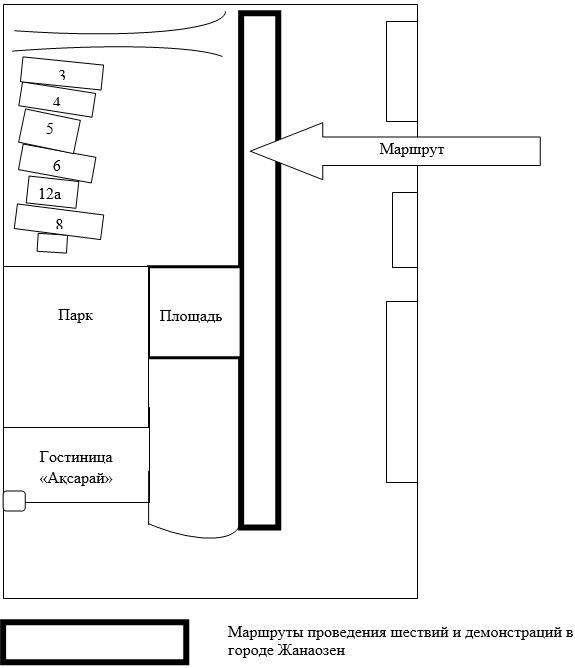 3
4
5
6
12а
8
Маршрут
Парк
Площадь
Гостиница
«Ақсарай»
Маршруты проведения шествий и демонстраций в
городе Жанаозен